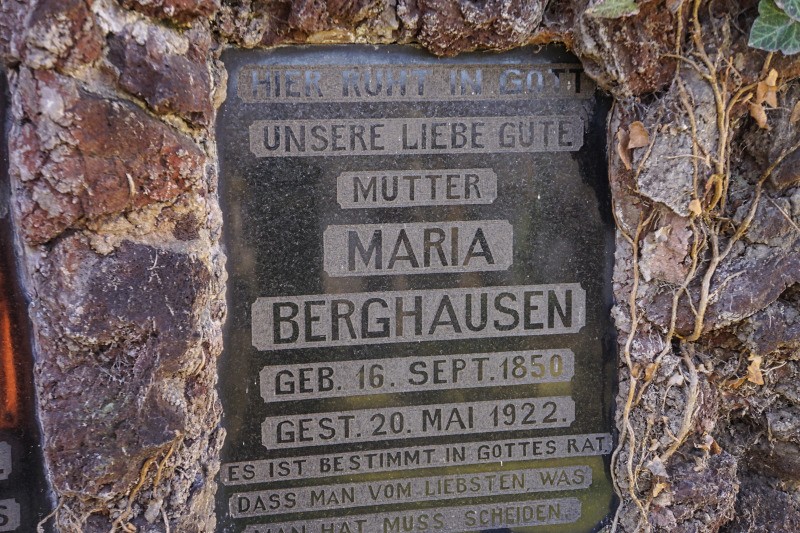 HIER RUHT IN GOTT
UNSERE LIEBE GUTE
MUTTER
MARIA
BERGHAUSEN
GEB. 16. SEPT. 1850
GEST. 20. MAI 1922.
ES IST BESTIMMT IN GOTTES RAT,
DASS MAN VOM LIEBSTEN WAS
MAN HAT MUSS SCHEIDEN.